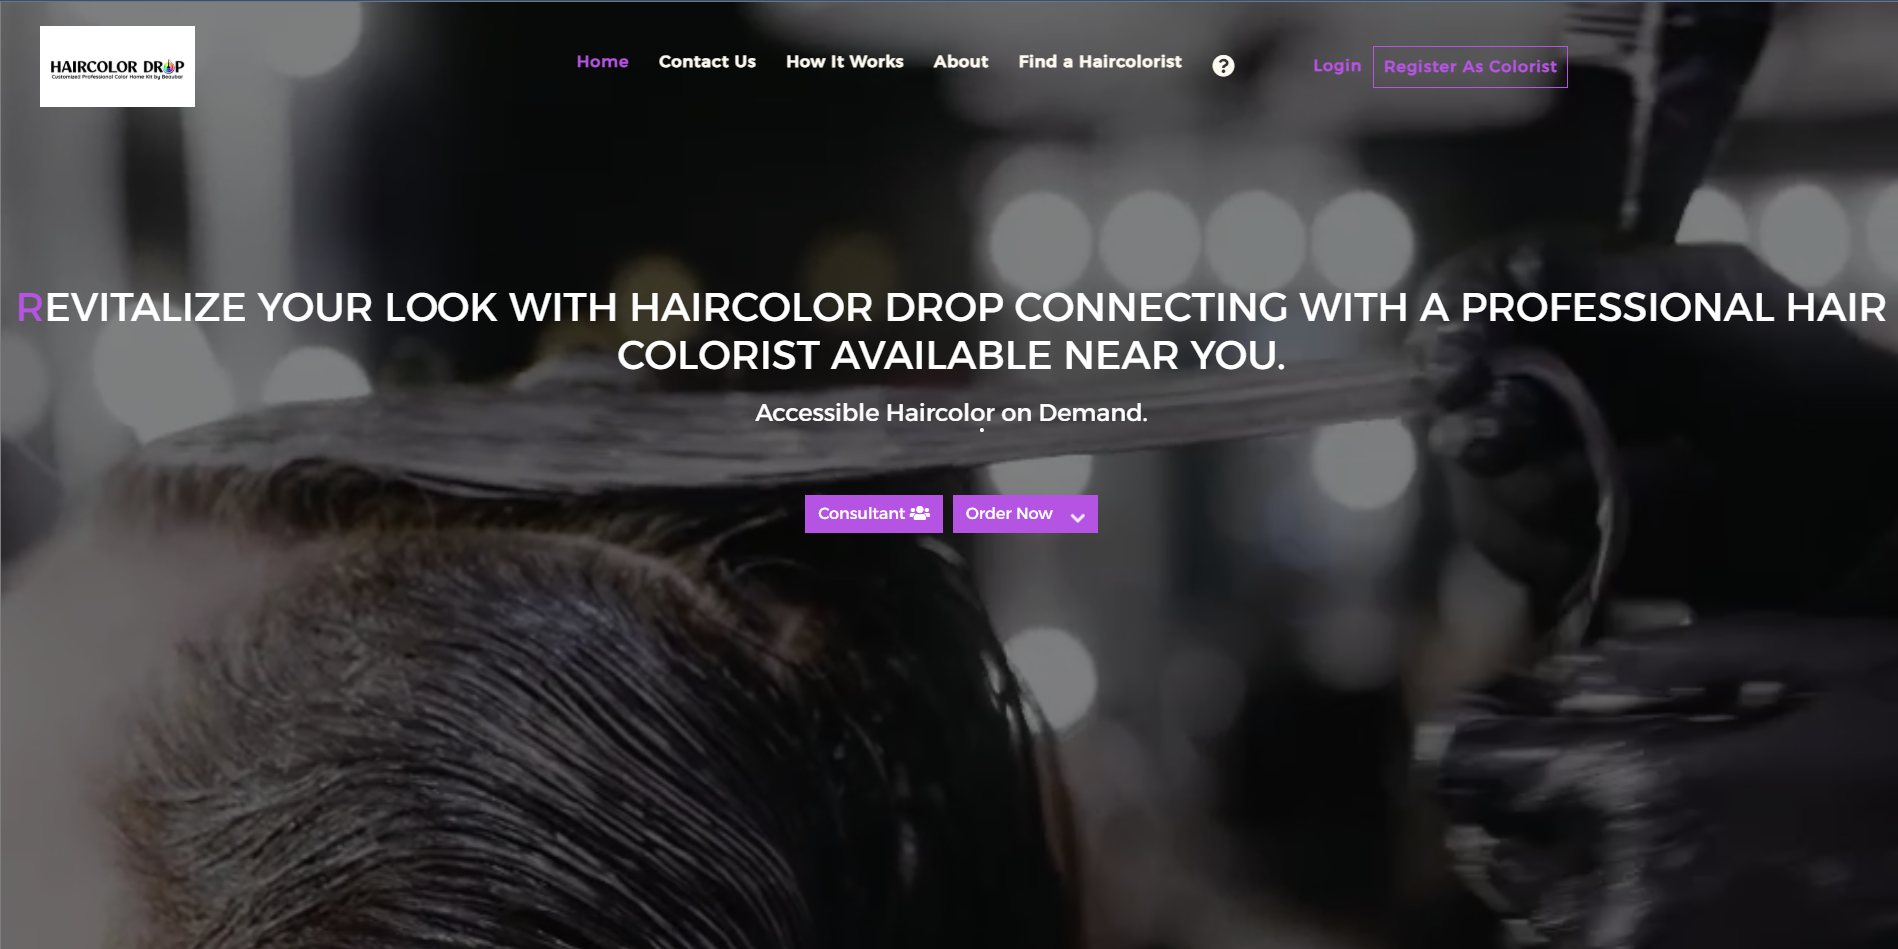 HAIRCOLOR DROP
Customized Professional Color Home Kit by Beaubar
Home
Contact Us
How It Works
About
Find a Haircolorist
?
Login
Register As Colorist
REVITALIZE YOUR LOOK WITH HAIRCOLOR DROP CONNECTING WITH A PROFESSIONAL HAIR
COLORIST AVAILABLE NEAR YOU.
Accessible Haircolor on Demand.
Consultant
Order Now